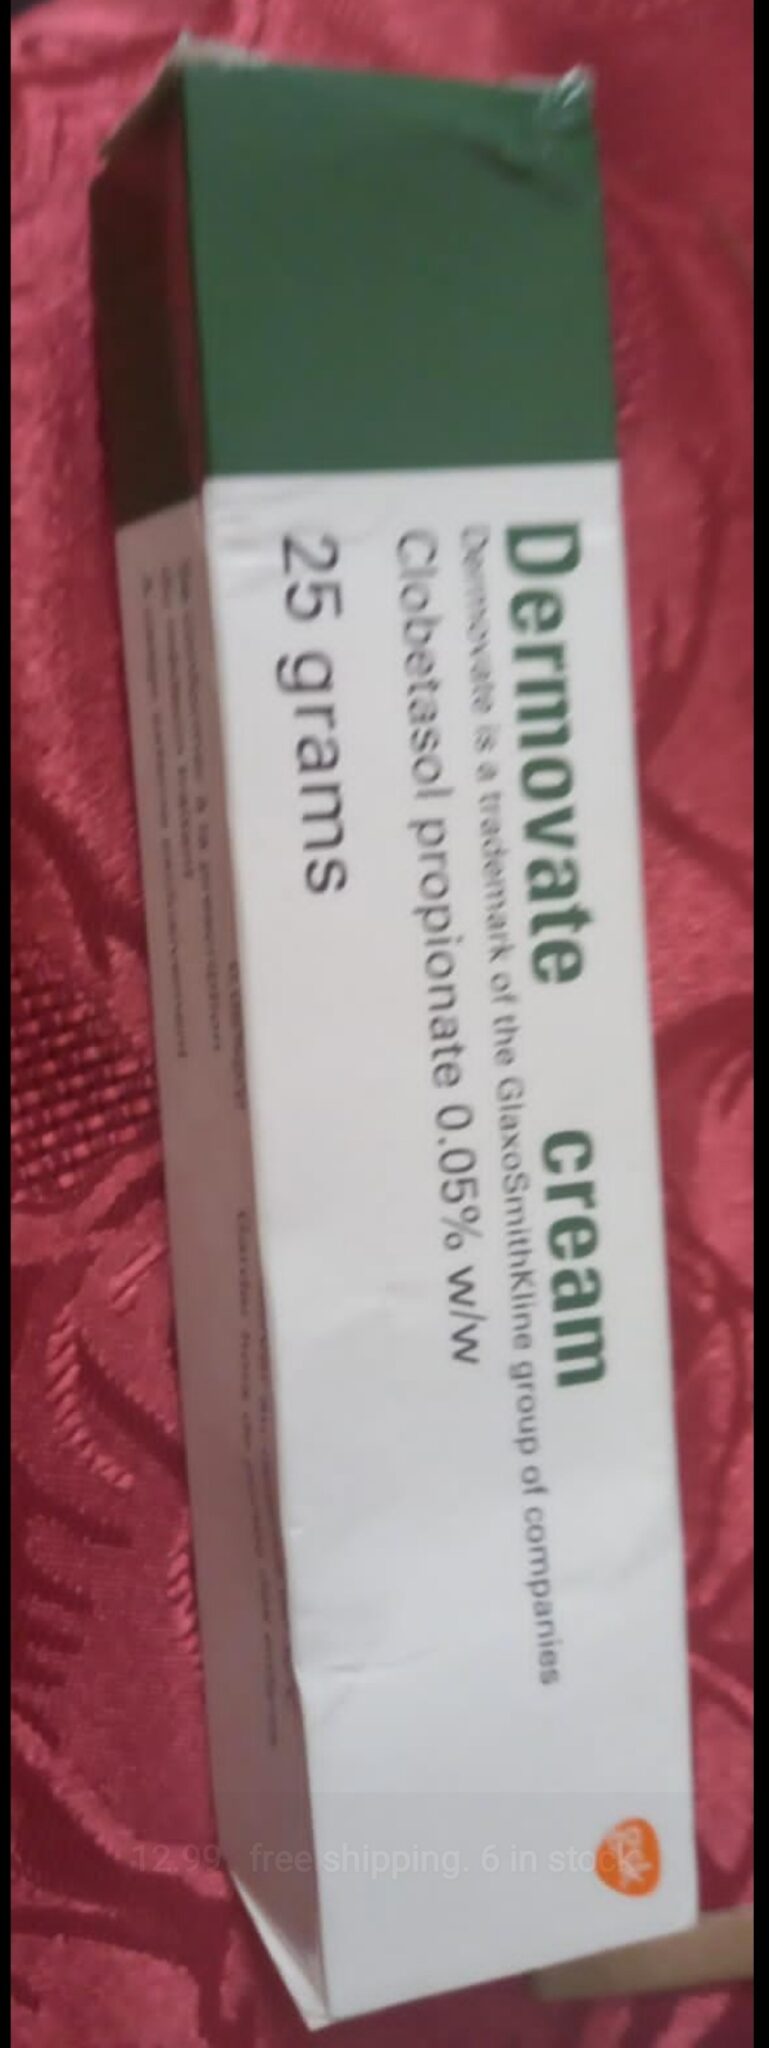 Dermovate cream
Dermovate is a trademark of the GlaxoSmithKline group of companies
Clobetasol propionate 0.05% w/w
25 grams
gsk
12.99. free shipping. 6 in stock